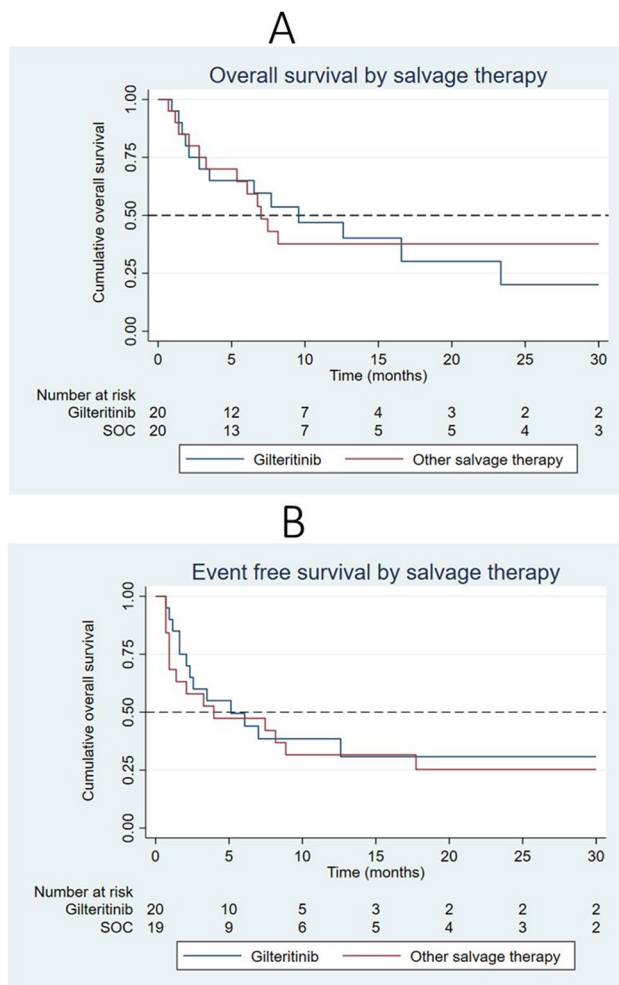 A
Overall survival by salvage therapy
Cumulative overall survival
1.00
0.75
0.50
0.25
0.00
0 5 10 15 20 25 30
Time (months)
Number at risk
Gilteritinib 20 12 7 4 3 2 2
SOC 20 13 7 5 5 4 3
Gilteritinib Other salvage therapy
B
Event free survival by salvage therapy
Cumulative overall survival
1.00
0.75
0.50
0.25
0.00
0 5 10 15 20 25 30
Time (months)
Number at risk
Gilteritinib 20 10 5 3 2 2 2
SOC 19 9 6 5 4 3 2
Gilteritinib Other salvage therapy